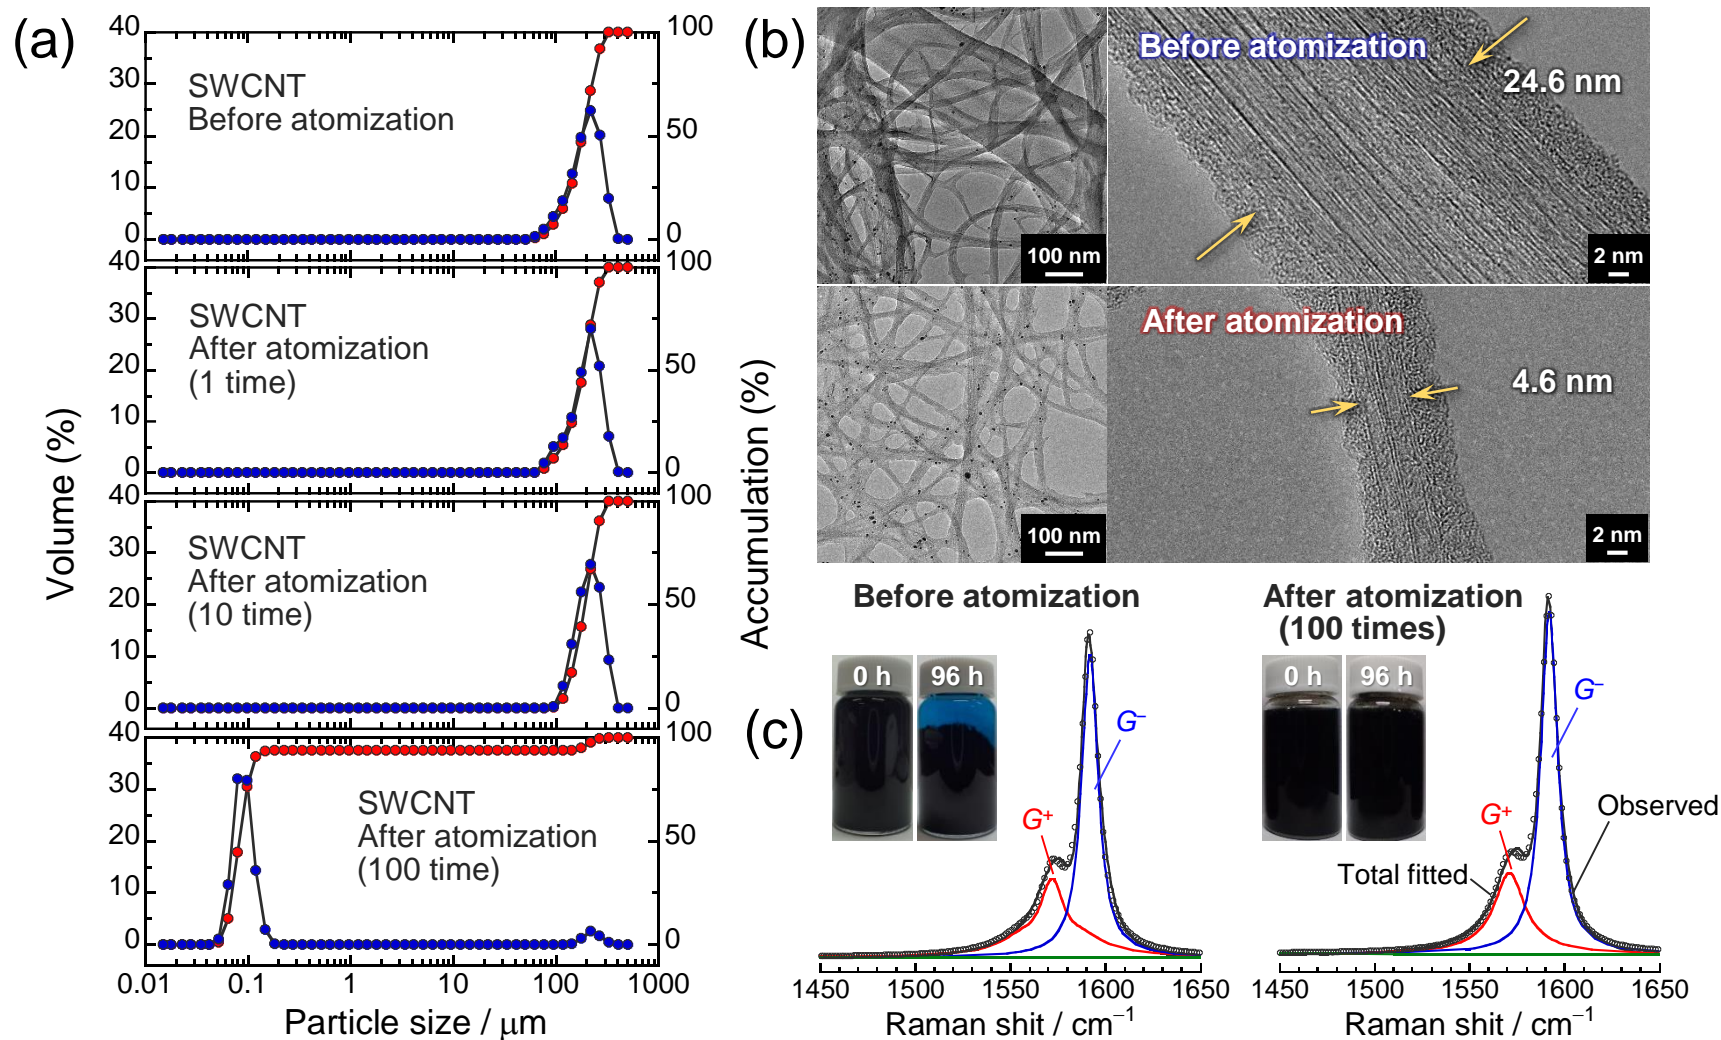 (a)
40
30
20
10
0
100
50
0
SWCNT
Before atomization
40
30
20
10
0
100
50
0
SWCNT
After atomization
(1 time)
40
30
20
10
0
100
50
0
SWCNT
After atomization
(10 time)
40
30
20
10
0
100
50
0
SWCNT
After atomization
(100 time)
Volume (%)
Accumulation (%)
0.01 0.1 1 10 100 1000
Particle size / μm
(b)
100 nm
Before atomization
24.6 nm
2 nm
100 nm
After atomization
4.6 nm
2 nm
(c)
Before atomization
0 h 96 h
G⁺
G⁻
1450 1500 1550 1600 1650
Raman shit / cm⁻¹
After atomization
(100 times)
0 h 96 h
G⁻
G⁺
Observed
Total fitted
1450 1500 1550 1600 1650
Raman shit / cm⁻¹